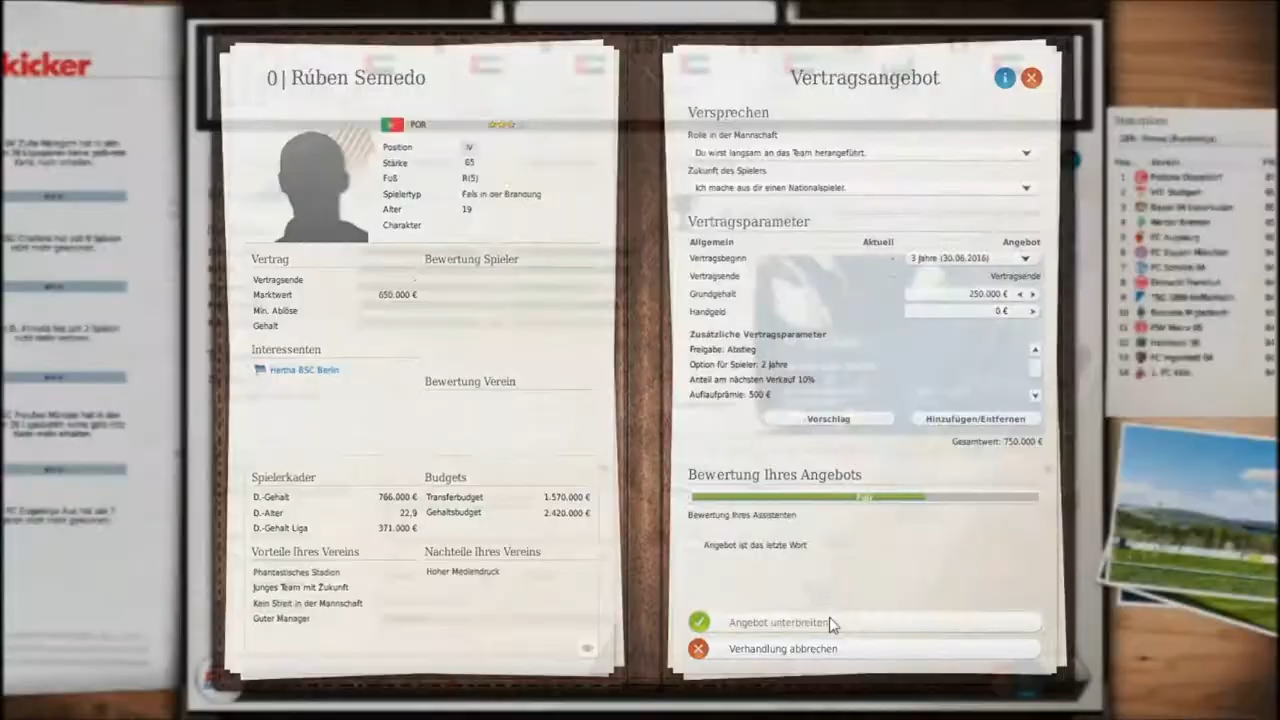 kicker
0 | Rúben Semedo
POR
Position IV
Stärke 65
Fuß R(5)
Spielertyp Fels in der Brandung
Alter 19
Charakter
Vertrag
Bewertung Spieler
Vertragsende -
Marktwert 650.000 €
Min. Ablöse
Gehalt
Interessenten
Hertha BSC Berlin
Bewertung Verein
Spielerkader
Budgets
D.-Gehalt 766.000 €
Transferbudget 1.570.000 €
D.-Alter 22,9
Gehaltsbudget 2.420.000 €
D.-Gehalt Liga 371.000 €
Vorteile Ihres Vereins
Nachteile Ihres Vereins
Phantastisches Stadion
Hoher Mediendruck
Junges Team mit Zukunft
Kein Streit in der Mannschaft
Guter Manager
Vertragsangebot
Versprechen
Rolle in der Mannschaft
Du wirst langsam an das Team herangeführt.
Zukunft des Spielers
Ich mache aus dir einen Nationalspieler.
Vertragsparameter
Allgemein Aktuell Angebot
Vertragsbeginn - 3 Jahre (30.06.2016)
Vertragsende - Vertragsende
Grundgehalt 250.000 €
Handgeld 0 €
Zusätzliche Vertragsparameter
Freigabe: Abstieg
Option für Spieler: 2 Jahre
Anteil am nächsten Verkauf 10%
Auflaufprämie: 500 €
Vorschlag
Hinzufügen/Entfernen
Gesamtwert: 750.000 €
Bewertung Ihres Angebots
Fair
Bewertung Ihres Assistenten
Angebot ist das letzte Wort
Angebot unterbreiten
Verhandlung abbrechen